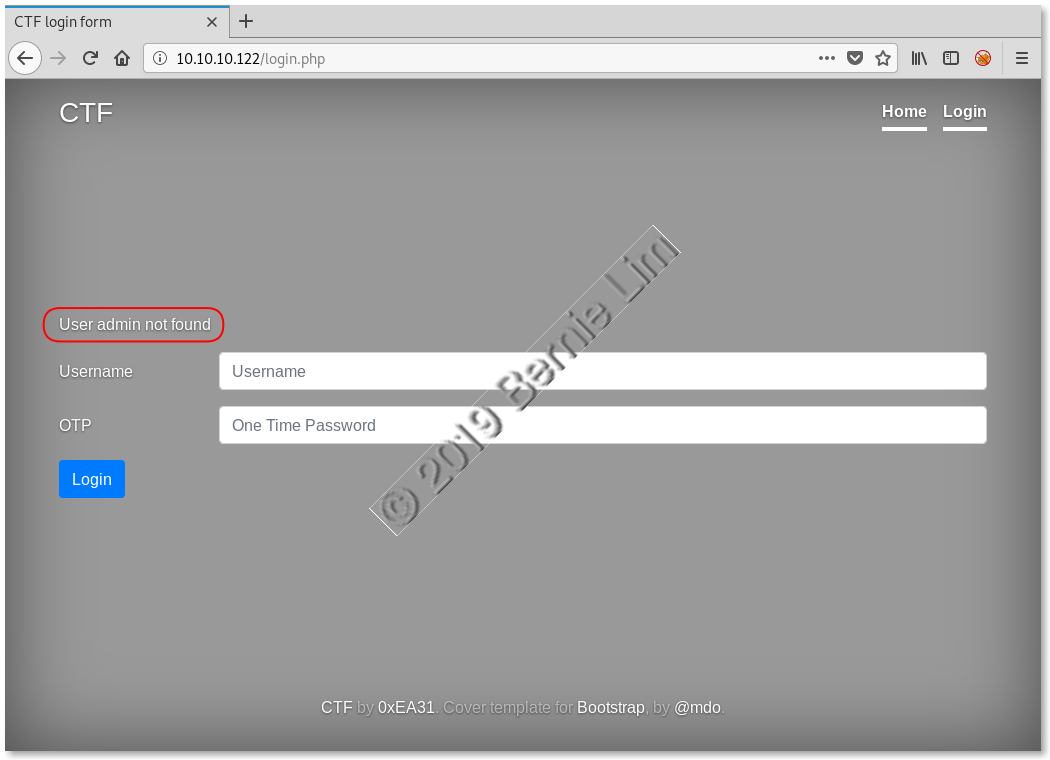 CTF login form
10.10.10.122/login.php
CTF
Home Login
User admin not found
Username Username
OTP One Time Password
Login
© 2019 Bernie Lim
CTF by 0xEA31. Cover template for Bootstrap, by @mdo.